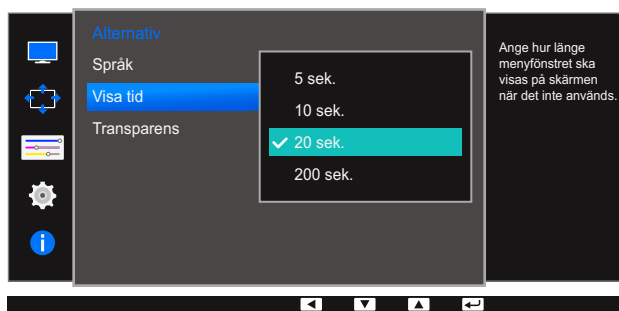 Alternativ
Språk
Visa tid
Transparens
5 sek.
10 sek.
20 sek.
200 sek.
Ange hur länge
menyfönstret ska
visas på skärmen
när det inte används.